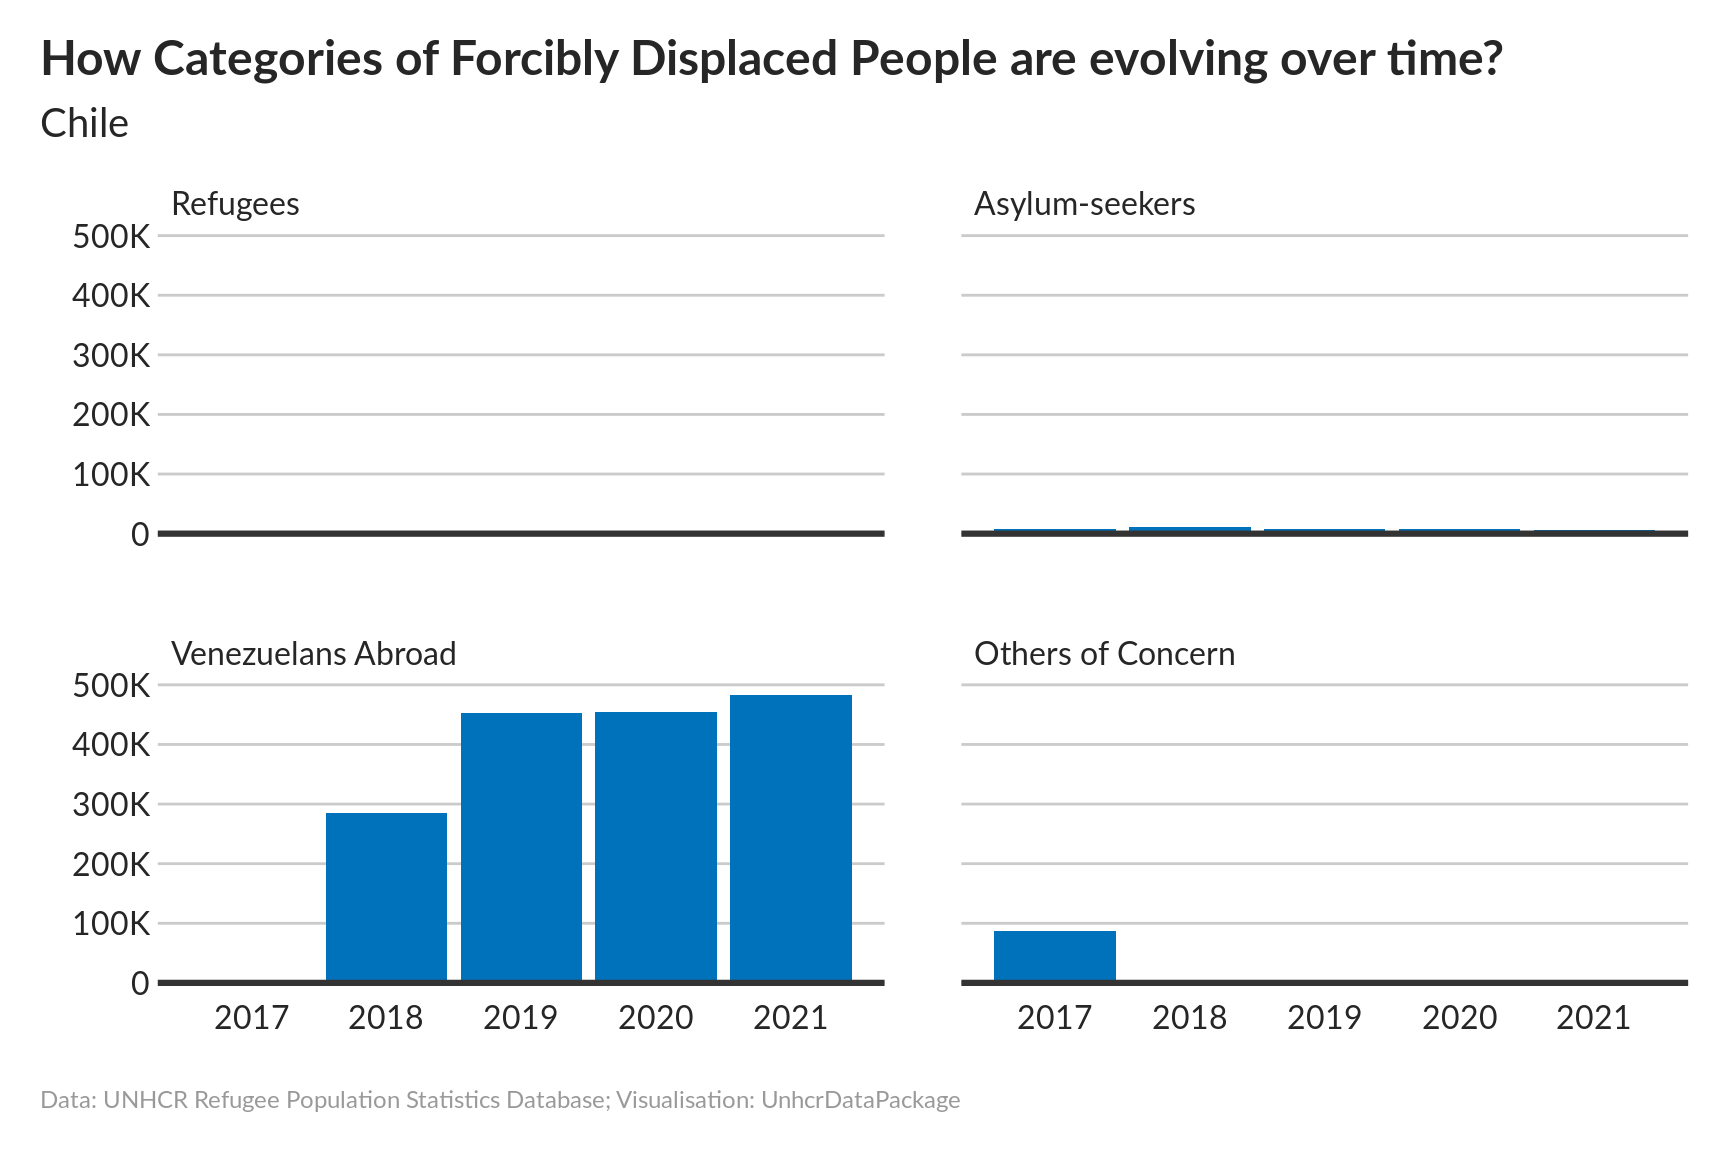 How Categories of Forcibly Displaced People are evolving over time?
Chile
Refugees
500K
400K
300K
200K
100K
0
Asylum-seekers
Venezuelans Abroad
500K
400K
300K
200K
100K
0
2017 2018 2019 2020 2021
Others of Concern
2017 2018 2019 2020 2021
Data: UNHCR Refugee Population Statistics Database; Visualisation: UnhcrDataPackage